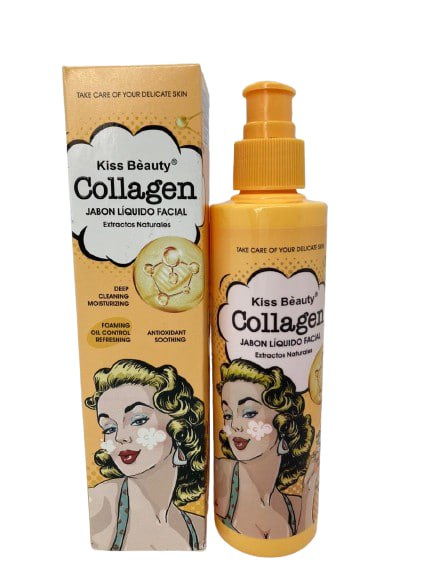 TAKE CARE OF YOUR DELICATE SKIN
Kiss Bèauty®
Collagen
JABON LÍQUIDO FACIAL
Extractos Naturales
DEEP
CLEANING
MOISTURIZING
FOAMING
OIL CONTROL
REFRESHING
ANTIOXIDANT
SOOTHING
TAKE CARE OF YOUR DELICATE SKIN
Kiss Bèauty®
Collagen
JABON LÍQUIDO FACIAL
Extractos Naturales